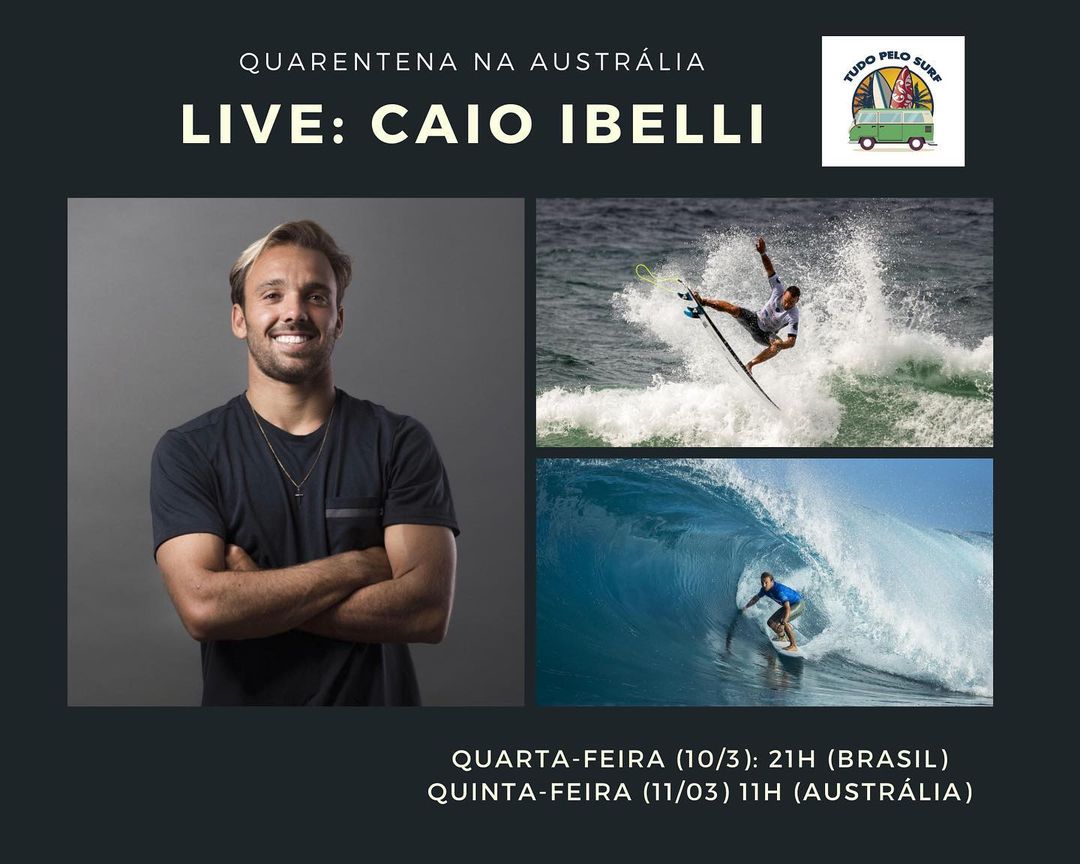 QUARENTENA NA AUSTRÁLIA
LIVE: CAIO IBELLI
TUDO PELO SURF
QUARTA-FEIRA (10/3): 21H (BRASIL)
QUINTA-FEIRA (11/03) 11H (AUSTRÁLIA)